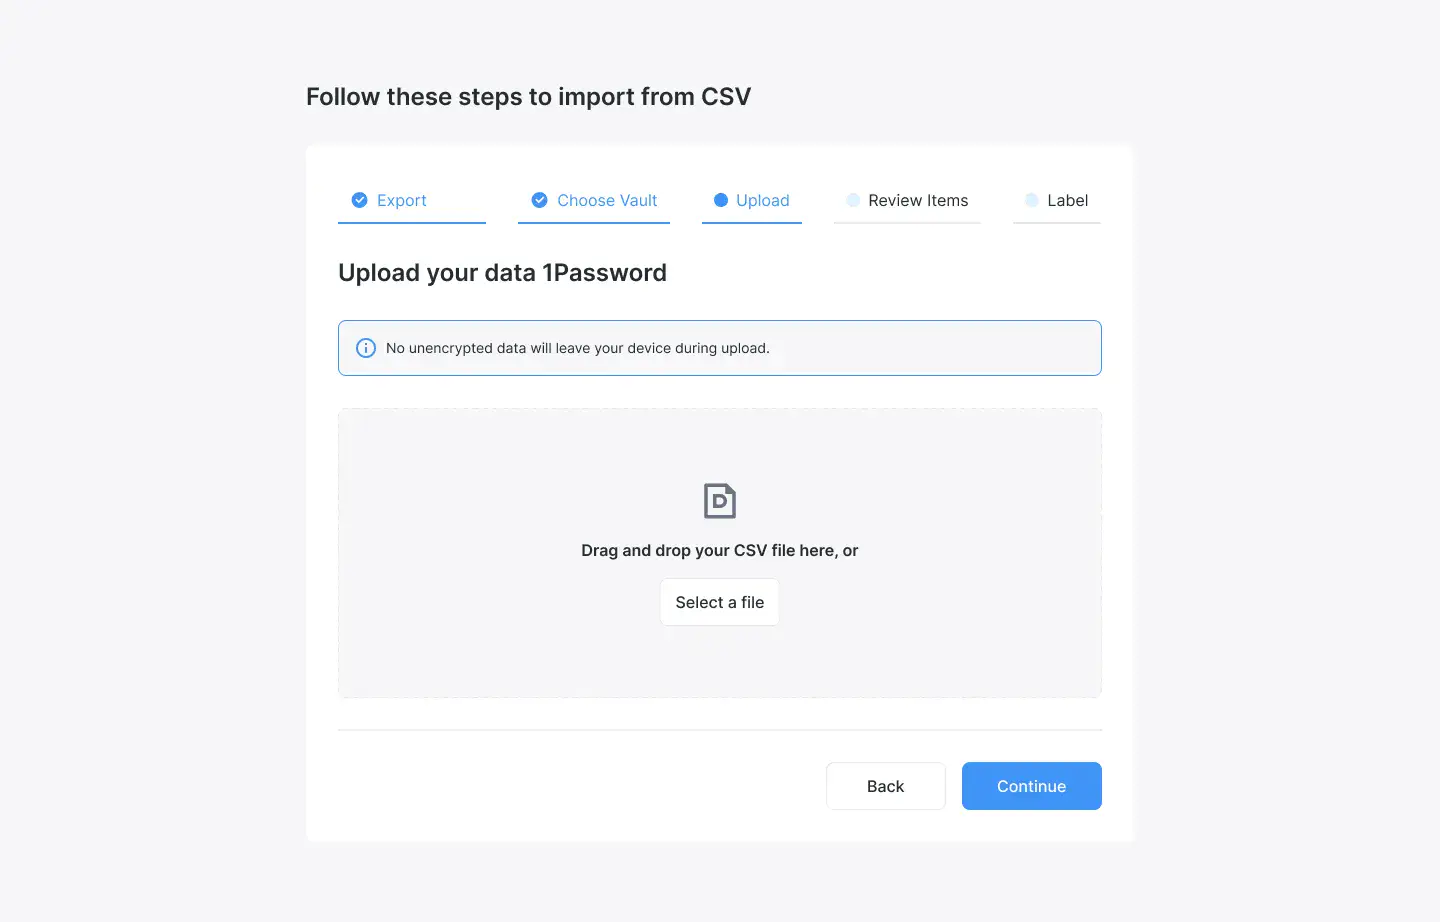 Follow these steps to import from CSV
Export
Choose Vault
Upload
Review Items
Label
Upload your data 1Password
No unencrypted data will leave your device during upload.
D
Drag and drop your CSV file here, or
Select a file
Back
Continue